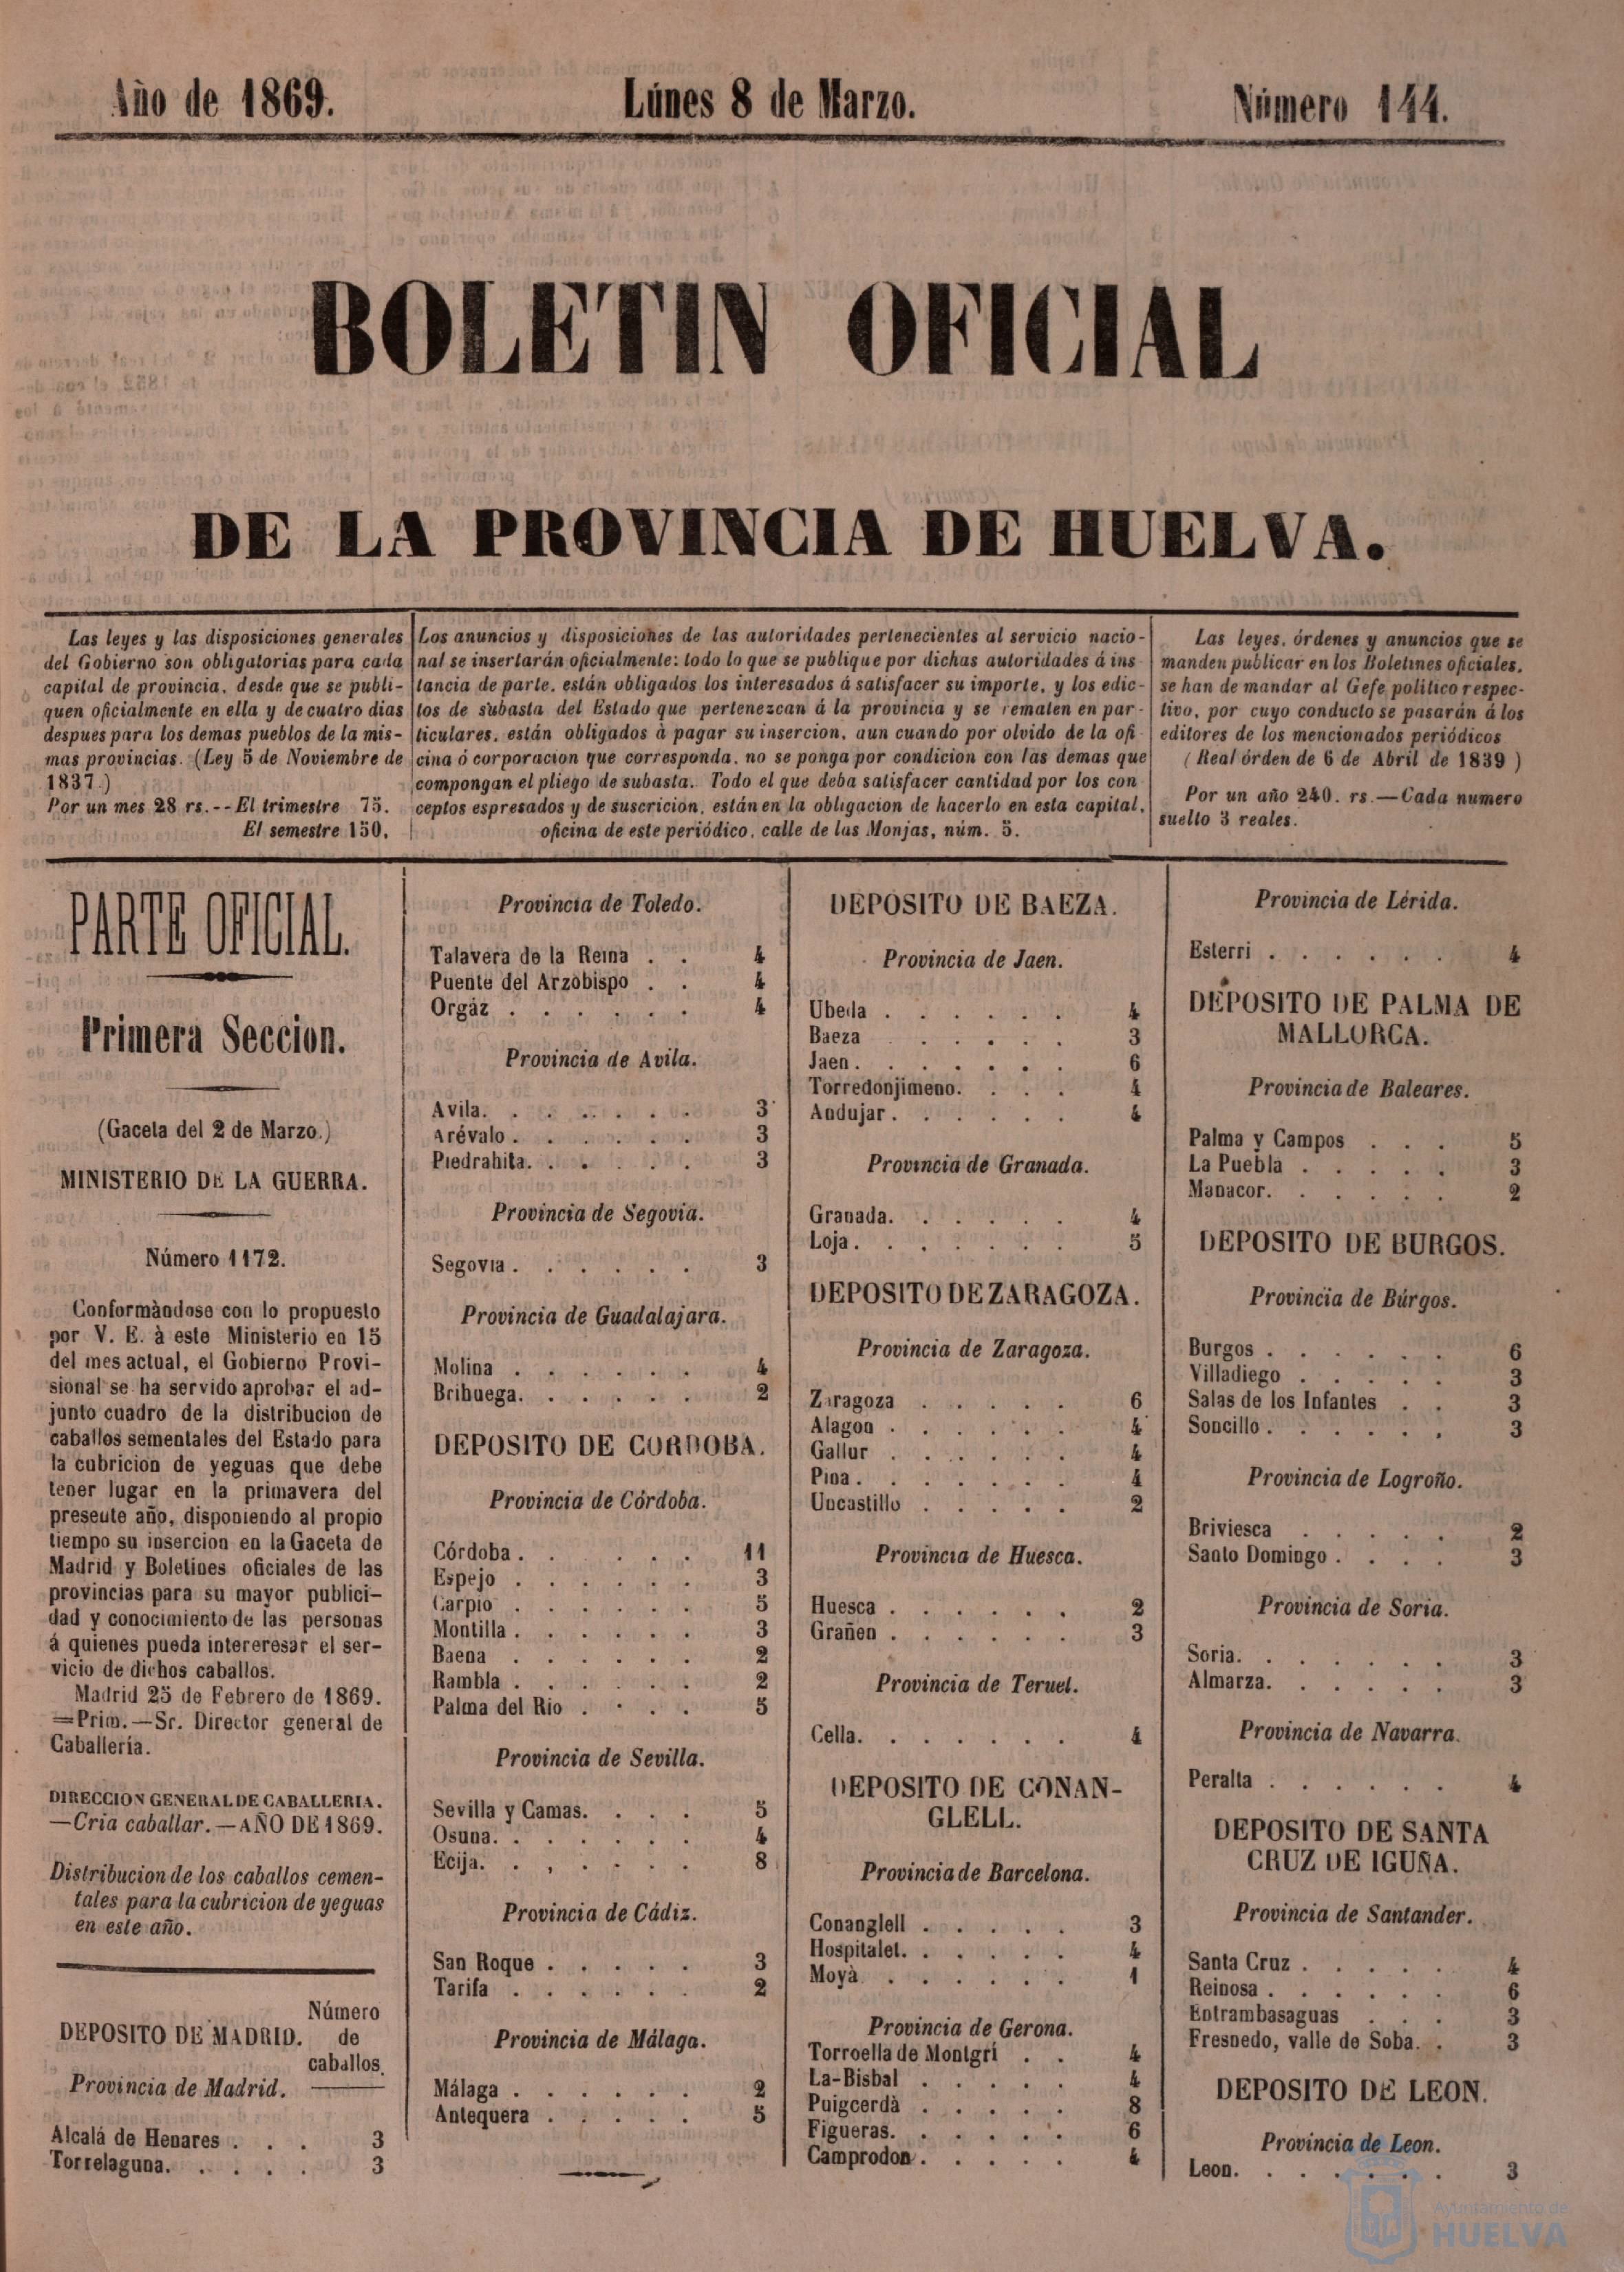 Año de 1869.
Lúnes 8 de Marzo.
Número 144.
BOLETIN OFICIAL
DE LA PROVINCIA DE HUELVA.
Las leyes y las disposiciones generales
del Gobierno son obligatorias para cada
capital de provincia, desde que se publi-
quen oficialmente en ella y de cuatro dias
despues para los demas pueblos de la mis-
mas provincias. (Ley 5 de Noviembre de
1837.)
Por un mes 28 rs.--El trimestre 75.
El semestre 150.
Los anuncios y disposiciones de las autoridades pertenecientes al servicio nacio-
nal se insertarán oficialmente: todo lo que se publique por dichas autoridades á ins
tancia de parte, están obligados los interesados á satisfacer su importe, y los edic-
tos de subasta del Estado que pertenezcan á la provincia y se rematen en par-
ticulares, están obligados à pagar su insercion, aun cuando por olvido de la ofi
cina ó corporacion que corresponda, no se ponga por condicion con las demas que
compongan el pliego de subasta. Todo el que deba satisfacer cantidad por los con
ceptos espresados y de suscricion, están en la obligacion de hacerlo en esta capital,
oficina de este periódico, calle de las Monjas, núm. 5.
Las leyes, órdenes y anuncios que se
manden publicar en los Boletines oficiales,
se han de mandar al Gefe politico respec-
tivo, por cuyo conducto se pasarán á los
editores de los mencionados periódicos
(Real órden de 6 de Abril de 1839)
Por un año 240. rs.—Cada numero
suelto 3 reales.
PARTE OFICIAL.
Primera Seccion.
(Gaceta del 2 de Marzo.)
MINISTERIO DE LA GUERRA.
Número 1172.
Conformàndose con lo propuesto
por V. E. à este Ministerio en 15
del mes actual, el Gobierno Provi-
sional se ha servido aprobar el ad-
junto cuadro de la distribucion de
caballos sementales del Estado para
la cubricion de yeguas que debe
tener lugar en la primavera del
presente año, disponiendo al propio
tiempo su insercion en la Gaceta de
Madrid y Boletines oficiales de las
provincias para su mayor publici-
dad y conocimiento de las personas
á quienes pueda intereresar el ser-
vicio de dichos caballos.
Madrid 25 de Febrero de 1869.
=Prim.—Sr. Director general de
Caballería.
DIRECCION GENERAL DE CABALLERIA.
—Cria caballar.—AÑO DE 1869.
Distribucion de los caballos cemen-
tales para la cubricion de yeguas
en este año.
Número
DEPOSITO DE MADRID. de
caballos.
Provincia de Madrid.
Alcalá de Henares . . . 3
Torrelaguna. . . . . 3
Provincia de Toledo.
Talavera de la Reina . . 4
Puente del Arzobispo . . 4
Orgáz . . . . . . 4
Provincia de Avila.
Avila. . . . . . . 3
Arévalo . . . . . . 3
Piedrahita. . . . . . 3
Provincia de Segovia.
Segovia . . . . . . 3
Provincia de Guadalajara.
Molina . . . . . . 4
Brihuega. . . . . . 2
DEPOSITO DE CORDOBA.
Provincia de Córdoba.
Córdoba . . . . . . 11
Espejo . . . . . . 3
Carpio . . . . . . 5
Montilla . . . . . . 3
Baena . . . . . . 2
Rambla . . . . . . 2
Palma del Rio . . . . 5
Provincia de Sevilla.
Sevilla y Camas. . . . 5
Osuna. . . . . . . 4
Ecija. . , . . . . 8
Provincia de Cádiz.
San Roque . . . . . 3
Tarifa . . . . . . 2
Provincia de Málaga.
Málaga . . . . . . 2
Antequera . . . . . 5
DEPOSITO DE BAEZA.
Provincia de Jaen.
Ubeda . . . . . . 4
Baeza . . . . . 3
Jaen. . . . . . . 6
Torredonjimeno. . . . 4
Andujar . . . . . . 4
Provincia de Granada.
Granada. . . . . . 4
Loja. . . . . . . 5
DEPOSITO DE ZARAGOZA.
Provincia de Zaragoza.
Zaragoza . . . . . 6
Alagon . . . . . . 4
Gallur . . . . . . 4
Pina . . . . . . . 4
Uncastillo . . . . . 2
Provincia de Huesca.
Huesca . . . . . . 2
Grañen . . . . . . 3
Provincia de Teruel.
Cella. . . . . . . 4
DEPOSITO DE CONAN-
GLELL.
Provincia de Barcelona.
Conanglell . . . . . 3
Hospitalet. . . . . . 4
Moyà . . . . . . 1
Provincia de Gerona.
Torroella de Montgrí . . 4
La-Bisbal . . . . . 4
Puigcerdà . . . . . 8
Figueras. . . . . . 6
Camprodon . . . . . 4
Provincia de Lérida.
Esterri . . . . . . 4
DEPOSITO DE PALMA DE
MALLORCA.
Provincia de Baleares.
Palma y Campos . . . 5
La Puebla . . . . . 3
Manacor. . . . . . 2
DEPOSITO DE BURGOS.
Provincia de Búrgos.
Burgos . . . . . . 6
Villadiego . . . . . 3
Salas de los Infantes . . 3
Soncillo . . . . . . 3
Provincia de Logroño.
Briviesca . . . . . 2
Santo Domingo . . . . 3
Provincia de Soria.
Soria. . . . . . . 3
Almarza. . . . . . 3
Provincia de Navarra.
Peralta . . . . . . 4
DEPOSITO DE SANTA
CRUZ DE IGUÑA.
Provincia de Santander.
Santa Cruz . . . . . 4
Reinosa . . . . . . 6
Entrambasaguas . . . 3
Fresnedo, valle de Soba. . 3
DEPOSITO DE LEON.
Provincia de Leon.
Leon. . . . . . . 3
Ayuntamiento de
HUELVA